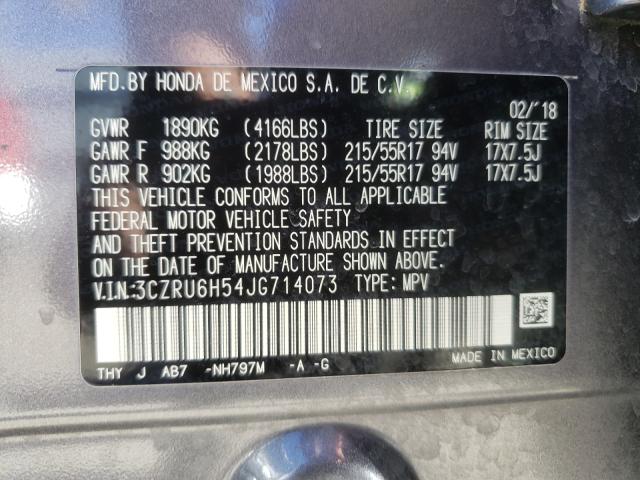 MFD.BY HONDA DE MEXICO S.A. DE C.V.
02/'18
GVWR 1890KG (4166LBS) TIRE SIZE RIM SIZE
GAWR F 988KG (2178LBS) 215/55R17 94V 17X7.5J
GAWR R 902KG (1988LBS) 215/55R17 94V 17X7.5J
THIS VEHICLE CONFORMS TO ALL APPLICABLE
FEDERAL MOTOR VEHICLE SAFETY
AND THEFT PREVENTION STANDARDS IN EFFECT
ON THE DATE OF MANUFACTURE SHOWN ABOVE.
V.I.N:3CZRU6H54JG714073 TYPE: MPV
MADE IN MEXICO
THY J AB7 -NH797M -A -G